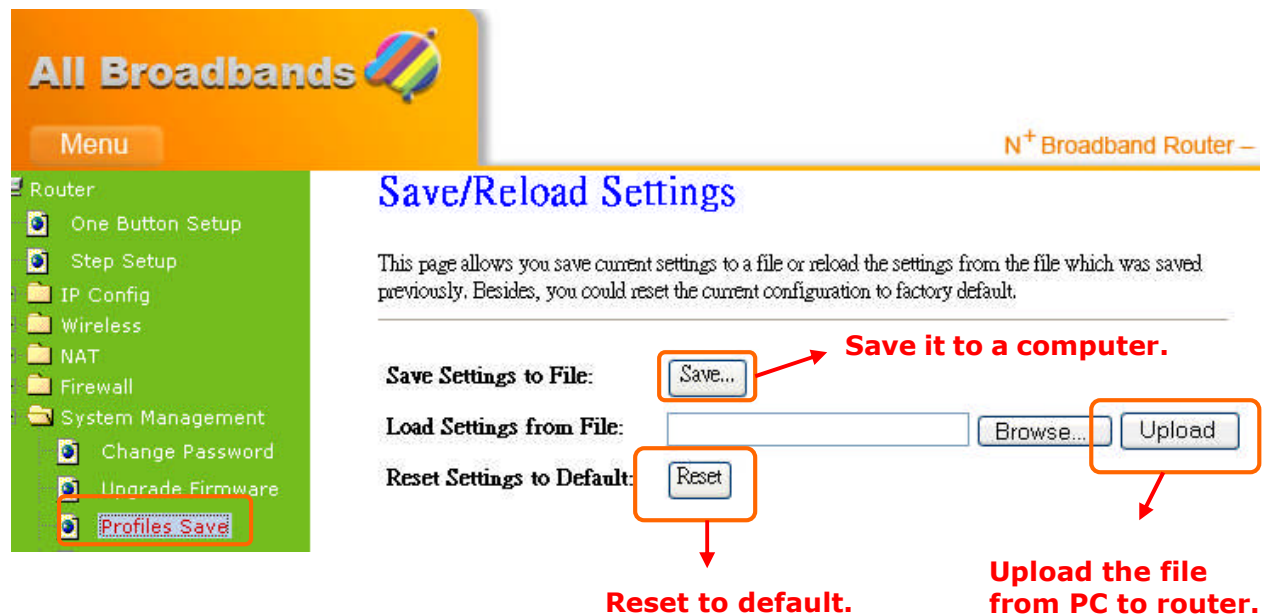 All Broadbands
Menu
N+ Broadband Router –
Router
One Button Setup
Step Setup
IP Config
Wireless
NAT
Firewall
System Management
Change Password
Upgrade Firmware
Profiles Save
Save/Reload Settings
This page allows you save current settings to a file or reload the settings from the file which was saved
previously. Besides, you could reset the current configuration to factory default.
Save Settings to File: Save... Save it to a computer.
Load Settings from File: Browse... Upload
Reset Settings to Default: Reset
Reset to default.
Upload the file
from PC to router.